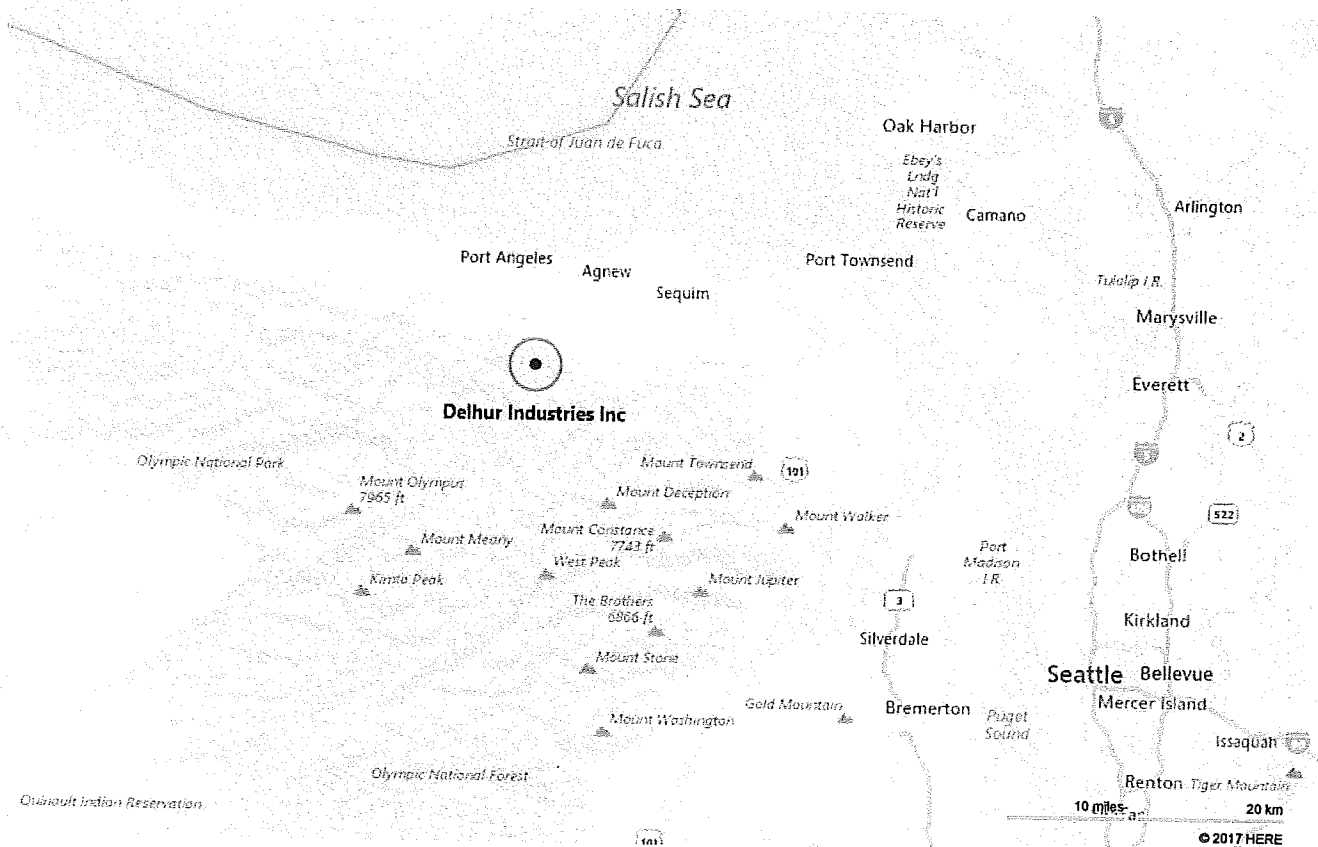 Salish Sea
Strait of Juan de Fuca
Oak Harbor
Ebey's
Lndg
Nat'l
Historic
Reserve
Camano
Arlington
Port Angeles
Agnew
Sequim
Port Townsend
Tulalip I.R.
Marysville
Everett
Delhur Industries Inc
2
Olympic National Park
Mount Townsend
101
Mount Olympus
7965 ft
Mount Deception
Mount Walker
522
Mount Constance
7743 ft
Mount Meany
Port
Madison
I.R.
Bothell
West Peak
Kimta Peak
Mount Jupiter
The Brothers
6866 ft
3
Kirkland
Silverdale
Mount Stone
Seattle
Bellevue
Mercer Island
Gold Mountain
Bremerton
Puget
Sound
Mount Washington
Issaquah
Olympic National Forest
Renton
Tiger Mountain
Quinault Indian Reservation
10 miles
20 km
101
© 2017 HERE